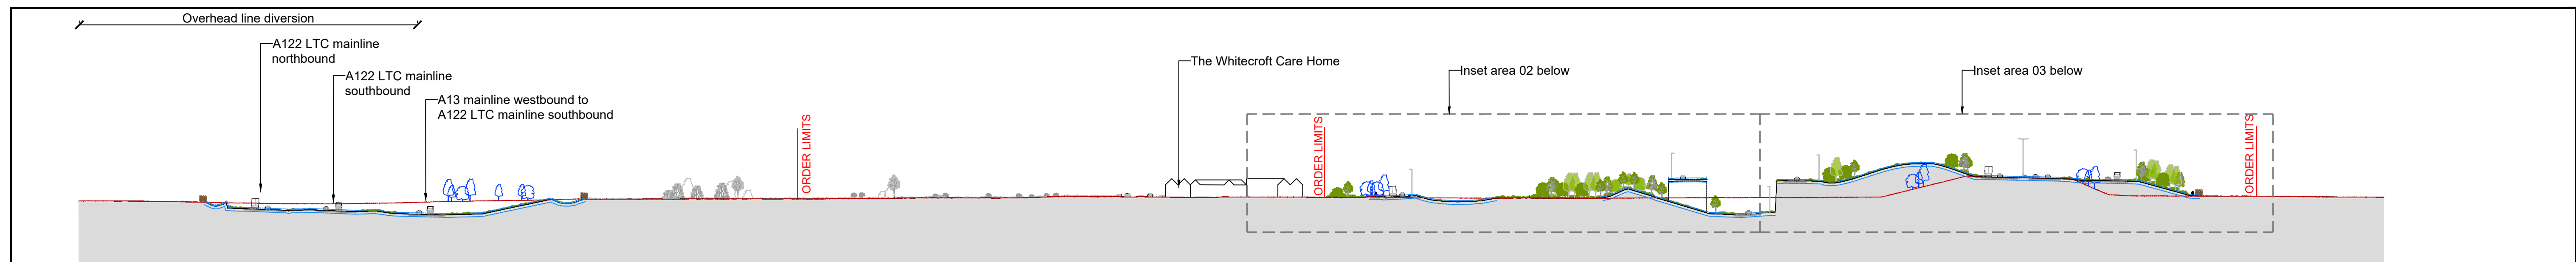 Overhead line diversion
A122 LTC mainline
northbound
A122 LTC mainline
southbound
A13 mainline westbound to
A122 LTC mainline southbound
ORDER LIMITS
The Whitecroft Care Home
ORDER LIMITS
Inset area 02 below
Inset area 03 below
ORDER LIMITS